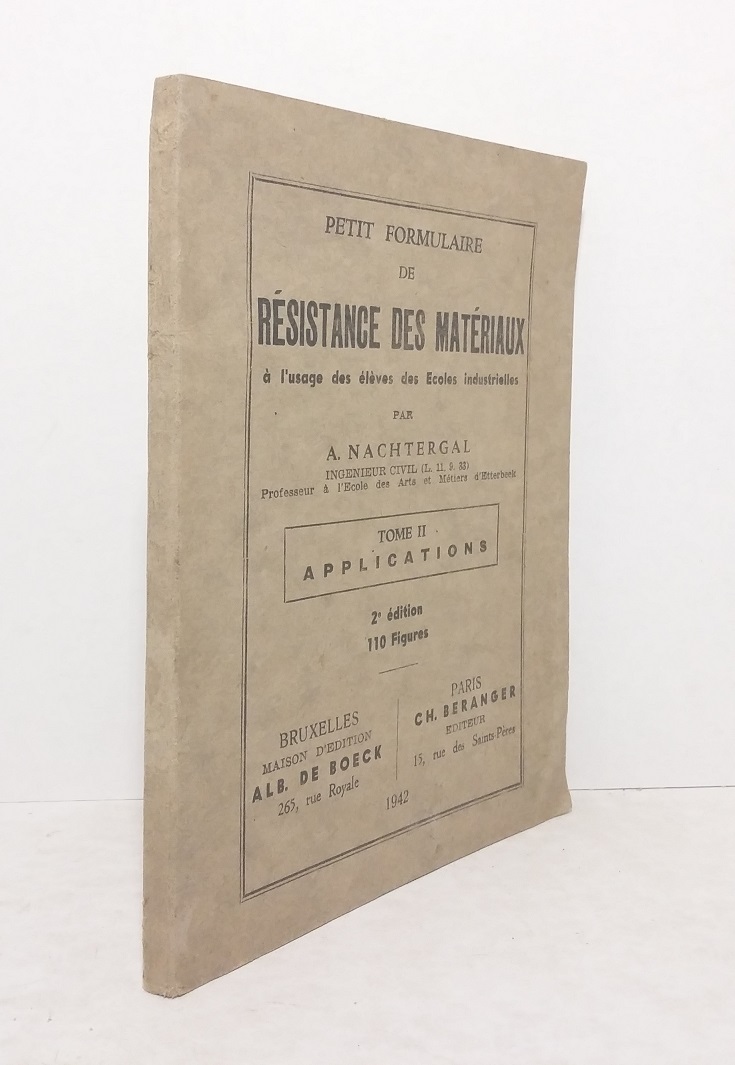 PETIT FORMULAIRE
DE
RÉSISTANCE DES MATÉRIAUX
à l'usage des élèves des Ecoles industrielles
PAR
A. NACHTERGAL
INGENIEUR CIVIL (L. 11. 9. 33)
Professeur à l'Ecole des Arts et Métiers d'Etterbeek
TOME II
APPLICATIONS
2e édition
110 Figures
BRUXELLES
MAISON D'EDITION
ALB. DE BOECK
265, rue Royale
PARIS
CH. BERANGER
EDITEUR
15, rue des Saints-Pères
1942